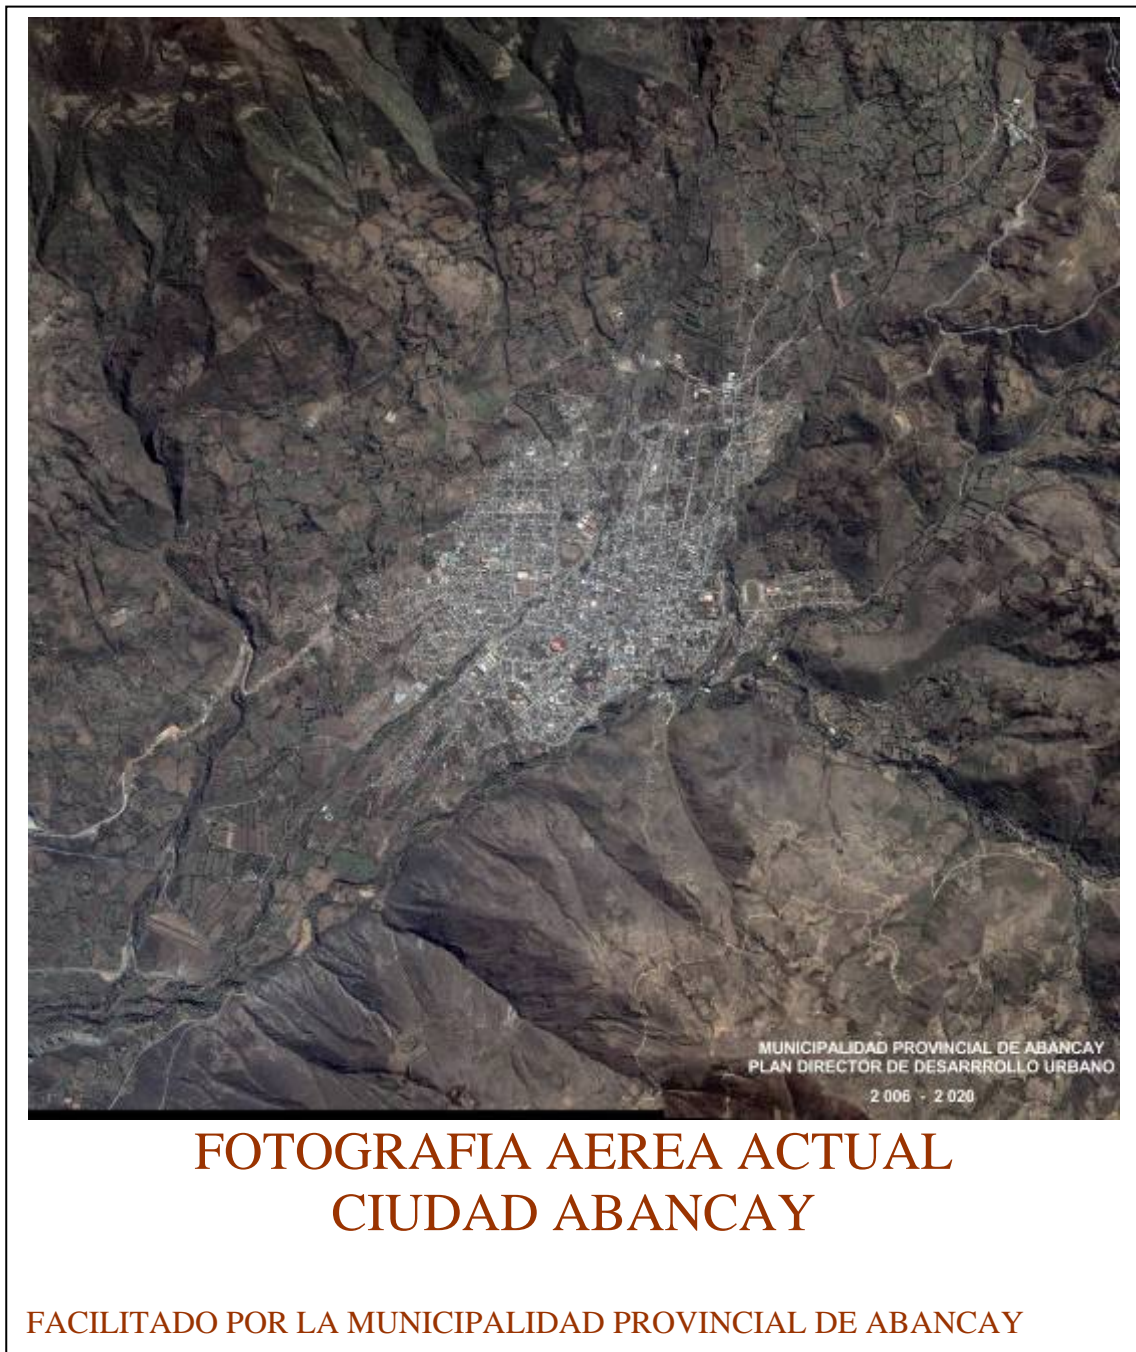 MUNICIPALIDAD PROVINCIAL DE ABANCAY
PLAN DIRECTOR DE DESARRROLLO URBANO
2 006 - 2 020
FOTOGRAFIA AEREA ACTUAL
CIUDAD ABANCAY
FACILITADO POR LA MUNICIPALIDAD PROVINCIAL DE ABANCAY